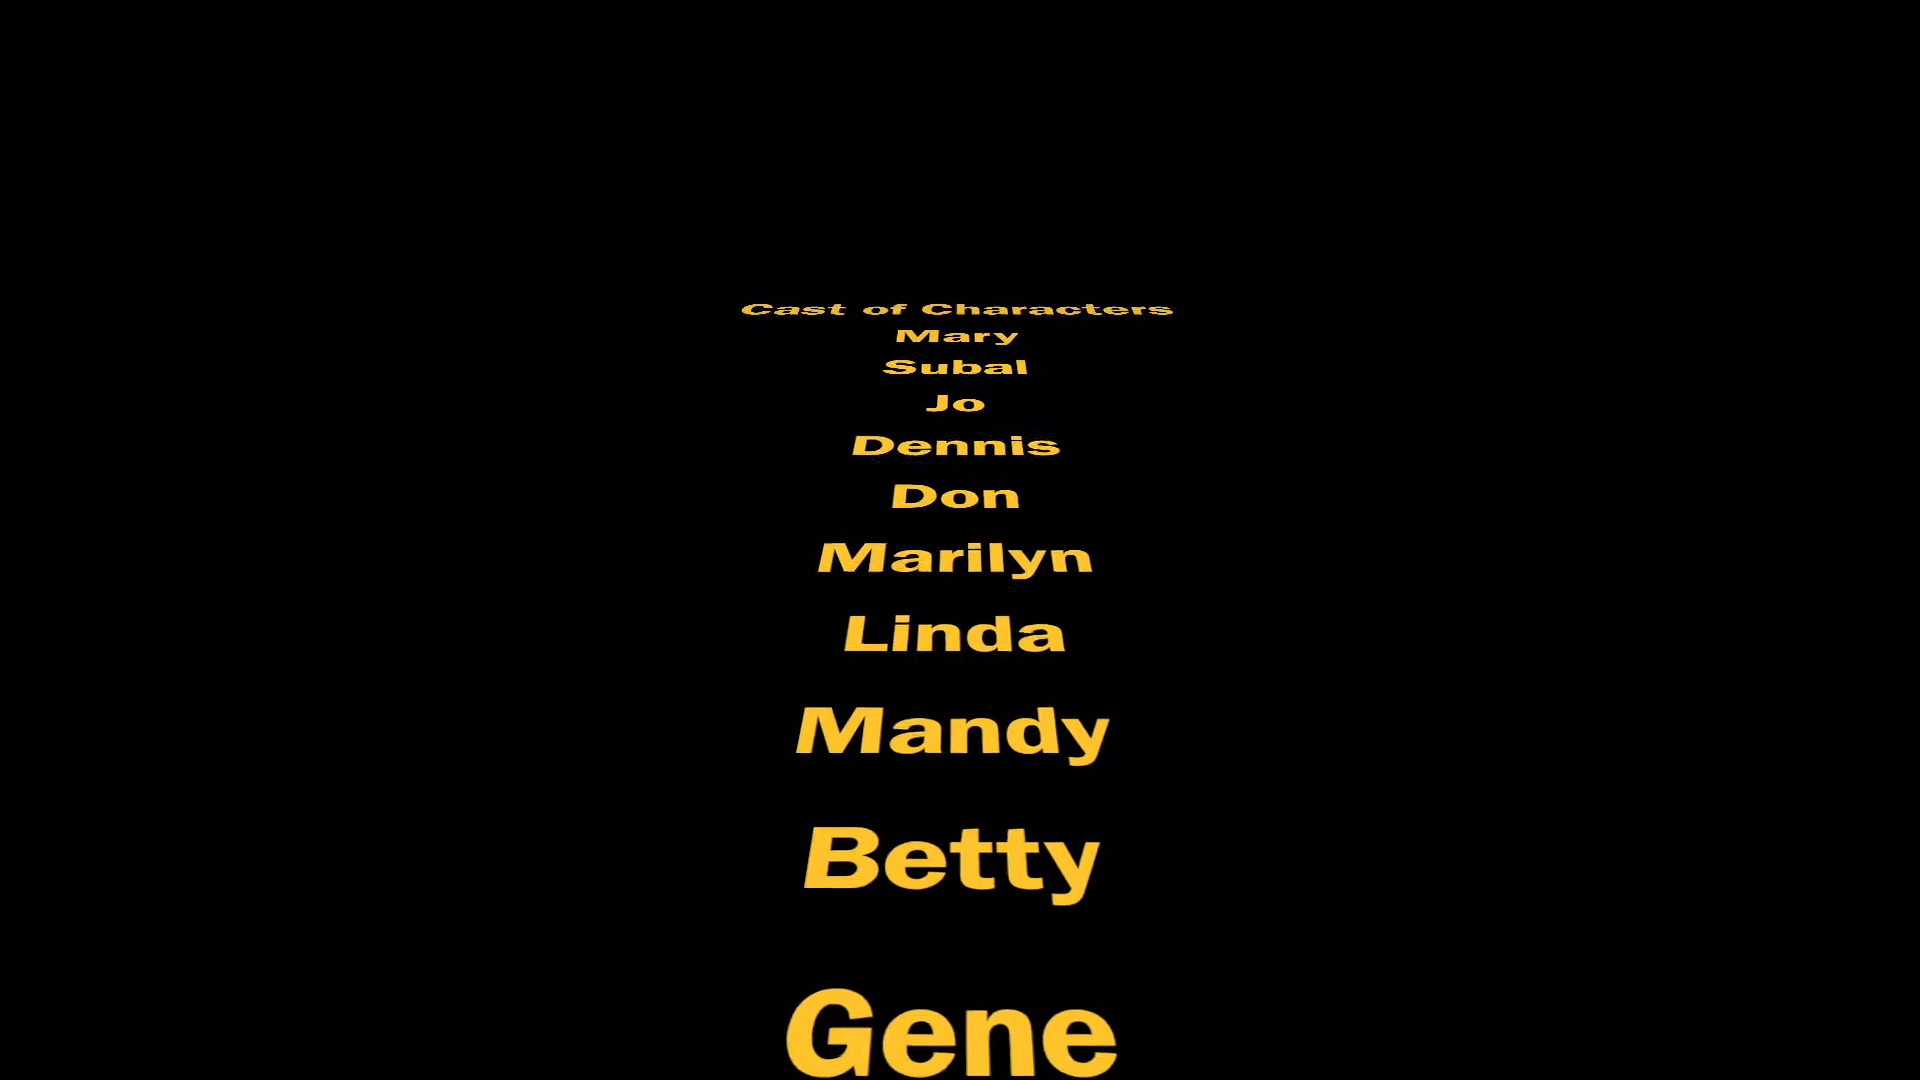 Cast of Characters
Mary
Subal
Jo
Dennis
Don
Marilyn
Linda
Mandy
Betty
Gene